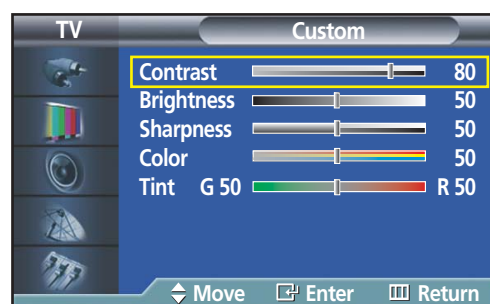 TV Custom
Contrast 80
Brightness 50
Sharpness 50
Color 50
Tint G 50 R 50
Move Enter Return